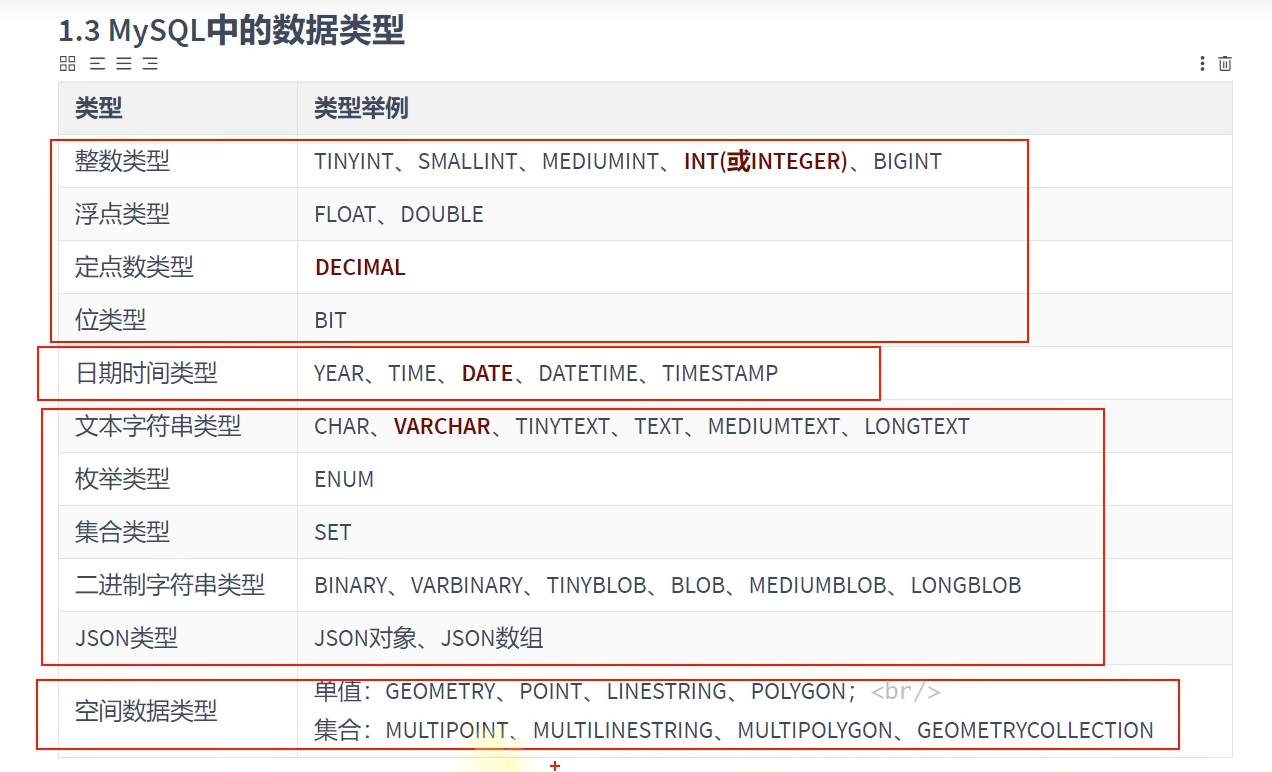 1.3 MySQL中的数据类型
类型 类型举例
整数类型 TINYINT、SMALLINT、MEDIUMINT、INT(或INTEGER)、BIGINT
浮点类型 FLOAT、DOUBLE
定点数类型 DECIMAL
位类型 BIT
日期时间类型 YEAR、TIME、DATE、DATETIME、TIMESTAMP
文本字符串类型 CHAR、VARCHAR、TINYTEXT、TEXT、MEDIUMTEXT、LONGTEXT
枚举类型 ENUM
集合类型 SET
二进制字符串类型 BINARY、VARBINARY、TINYBLOB、BLOB、MEDIUMBLOB、LONGBLOB
JSON类型 JSON对象、JSON数组
空间数据类型 单值：GEOMETRY、POINT、LINESTRING、POLYGON；<br/>
集合：MULTIPOINT、MULTILINESTRING、MULTIPOLYGON、GEOMETRYCOLLECTION